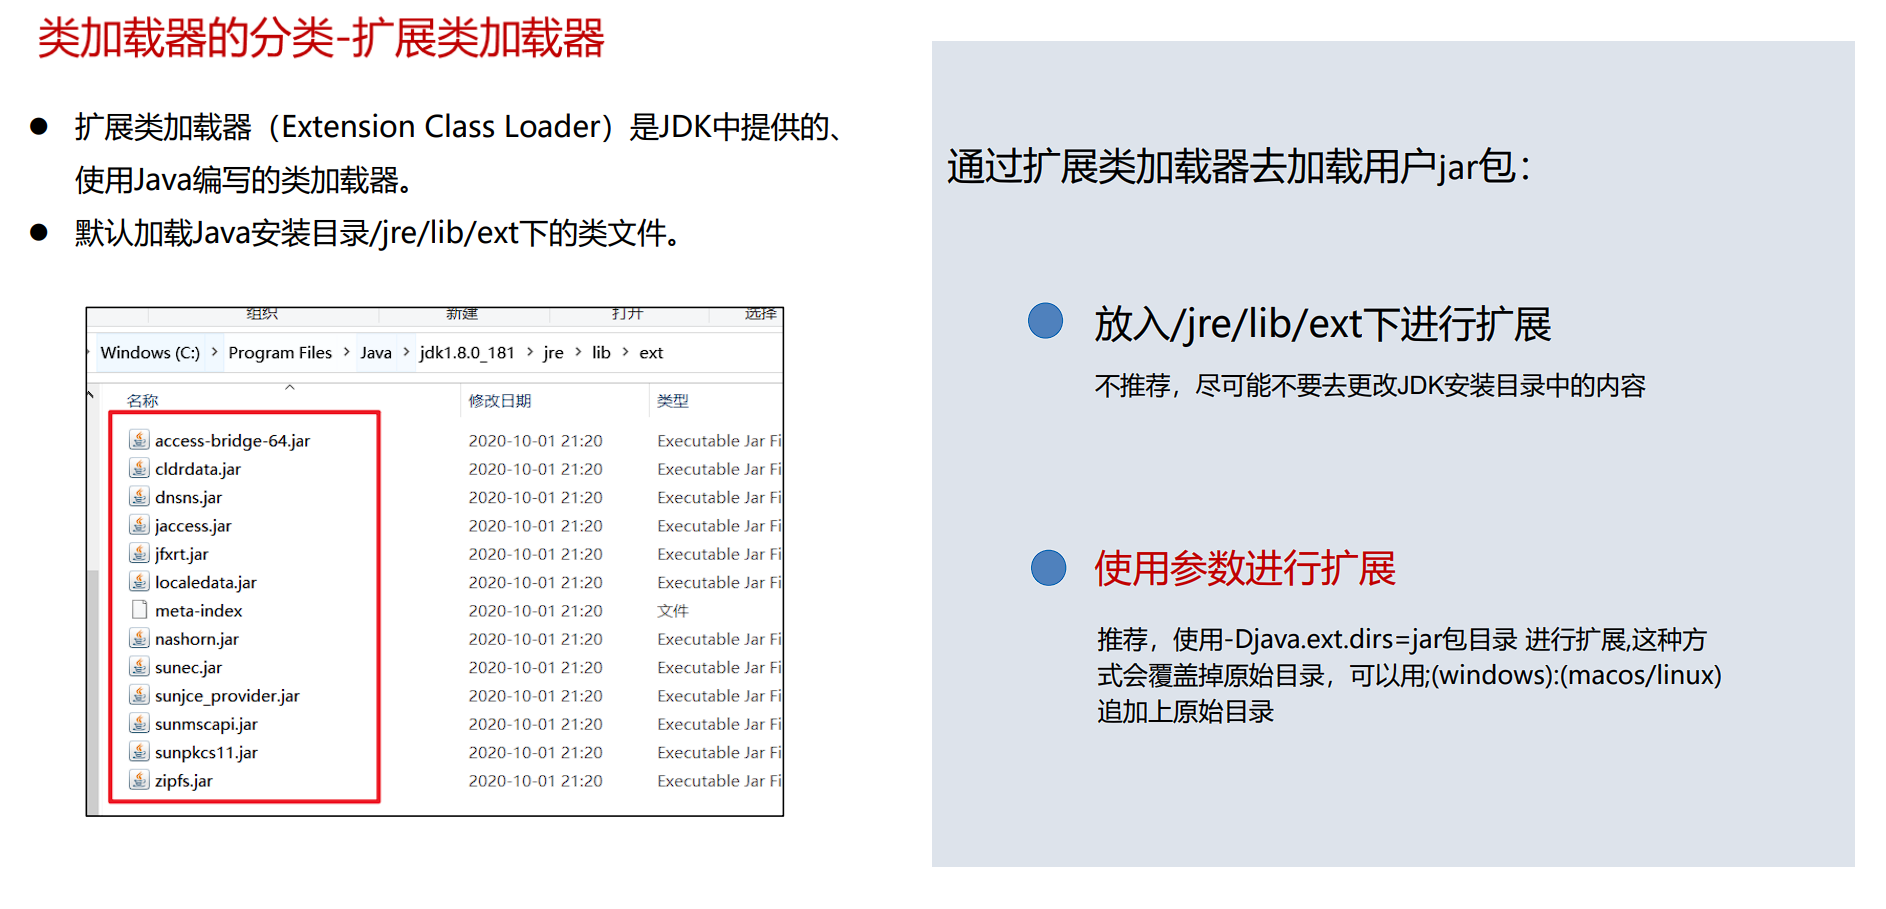 类加载器的分类-扩展类加载器
扩展类加载器（Extension Class Loader）是JDK中提供的、
使用Java编写的类加载器。
默认加载Java安装目录/jre/lib/ext下的类文件。
组织 新建 打开 选择
Windows (C:) > Program Files > Java > jdk1.8.0_181 > jre > lib > ext
名称 修改日期 类型
access-bridge-64.jar 2020-10-01 21:20 Executable Jar Fi
cldrdata.jar 2020-10-01 21:20 Executable Jar Fi
dnsns.jar 2020-10-01 21:20 Executable Jar Fi
jaccess.jar 2020-10-01 21:20 Executable Jar Fi
jfxrt.jar 2020-10-01 21:20 Executable Jar Fi
localedata.jar 2020-10-01 21:20 Executable Jar Fi
meta-index 2020-10-01 21:20 文件
nashorn.jar 2020-10-01 21:20 Executable Jar Fi
sunec.jar 2020-10-01 21:20 Executable Jar Fi
sunjce_provider.jar 2020-10-01 21:20 Executable Jar Fi
sunmscapi.jar 2020-10-01 21:20 Executable Jar Fi
sunpkcs11.jar 2020-10-01 21:20 Executable Jar Fi
zipfs.jar 2020-10-01 21:20 Executable Jar Fi
通过扩展类加载器去加载用户jar包：
放入/jre/lib/ext下进行扩展
不推荐，尽可能不要去更改JDK安装目录中的内容
使用参数进行扩展
推荐，使用-Djava.ext.dirs=jar包目录 进行扩展,这种方
式会覆盖掉原始目录，可以用;(windows):(macos/linux)
追加上原始目录